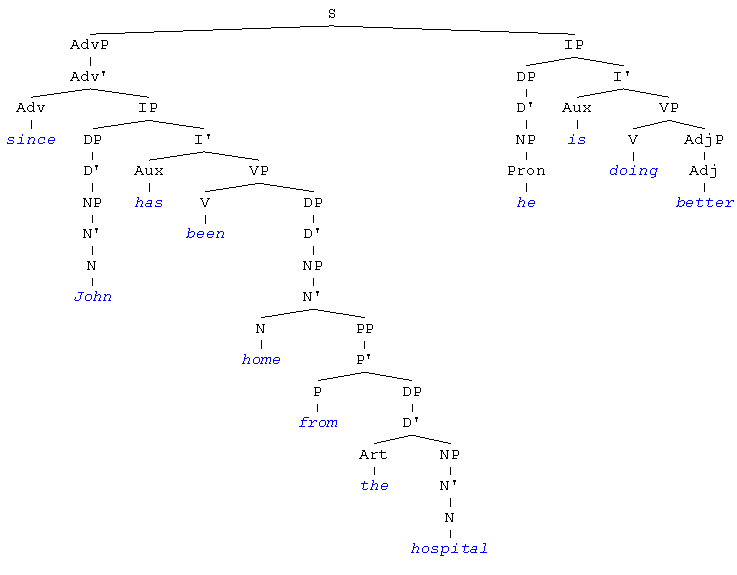 S
AdvP IP
Adv' DP I'
Adv IP D' Aux VP
since DP I' NP is V AdjP
D' Aux VP Pron doing Adj
NP has V DP he better
N' been D'
N NP
John N'
N PP
home P'
P DP
from D'
Art NP
the N'
N
hospital